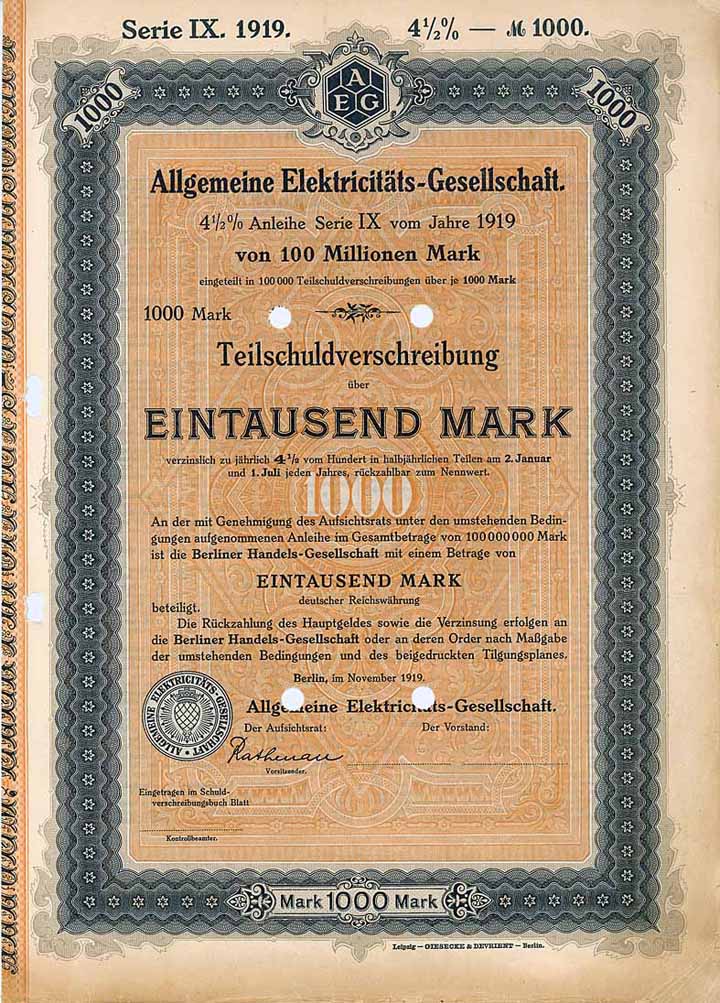 Serie IX. 1919. 4½% — ℳ 1000.
1000 1000
A
EG
Allgemeine Elektricitäts-Gesellschaft.
4½% Anleihe Serie IX vom Jahre 1919
von 100 Millionen Mark
eingeteilt in 100 000 Teilschuldverschreibungen über je 1000 Mark
1000 Mark
Teilschuldverschreibung
über
EINTAUSEND MARK
verzinslich zu jährlich 4½ vom Hundert in halbjährlichen Teilen am 2. Januar
und 1. Juli jeden Jahres, rückzahlbar zum Nennwert.
1000
An der mit Genehmigung des Aufsichtsrats unter den umstehenden Bedin-
gungen aufgenommenen Anleihe im Gesamtbetrage von 100 000 000 Mark
ist die Berliner Handels-Gesellschaft mit einem Betrage von
EINTAUSEND MARK
deutscher Reichswährung
beteiligt.
Die Rückzahlung des Hauptgeldes sowie die Verzinsung erfolgen an
die Berliner Handels-Gesellschaft oder an deren Order nach Maßgabe
der umstehenden Bedingungen und des beigedruckten Tilgungsplanes.
Berlin, im November 1919.
Allgemeine Elektricitäts-Gesellschaft.
ALLGEMEINE ELEKTRICITÄTS-GESELLSCHAFT
Der Aufsichtsrat: Der Vorstand:
Rathenau
Vorsitzender.
Eingetragen im Schuld-
verschreibungsbuch Blatt
Kontrollbeamter.
Mark 1000 Mark
Leipzig — GIESECKE & DEVRIENT — Berlin.